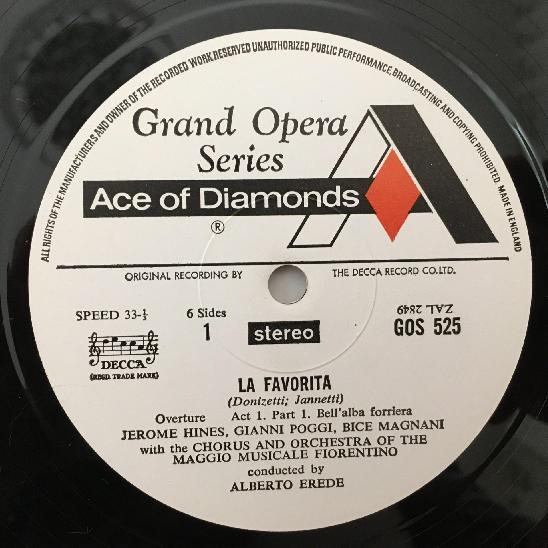 ALL RIGHTS OF THE MANUFACTURERS AND OWNER OF THE RECORDED WORK RESERVED UNAUTHORIZED PUBLIC PERFORMANCE, BROADCASTING AND COPYING PROHIBITED. MADE IN ENGLAND
Grand Opera
Series
Ace of Diamonds
®
ORIGINAL RECORDING BY THE DECCA RECORD CO. LTD.
SPEED 33-⅓
6 Sides
1
stereo
ZAL 2849
GOS 525
DECCA
(REGD. TRADE MARK)
LA FAVORITA
(Donizetti; Jannetti)
Overture Act 1. Part 1. Bell'alba forriera
JEROME HINES, GIANNI POGGI, BICE MAGNANI
with the CHORUS AND ORCHESTRA OF THE
MAGGIO MUSICALE FIORENTINO
conducted by
ALBERTO EREDE